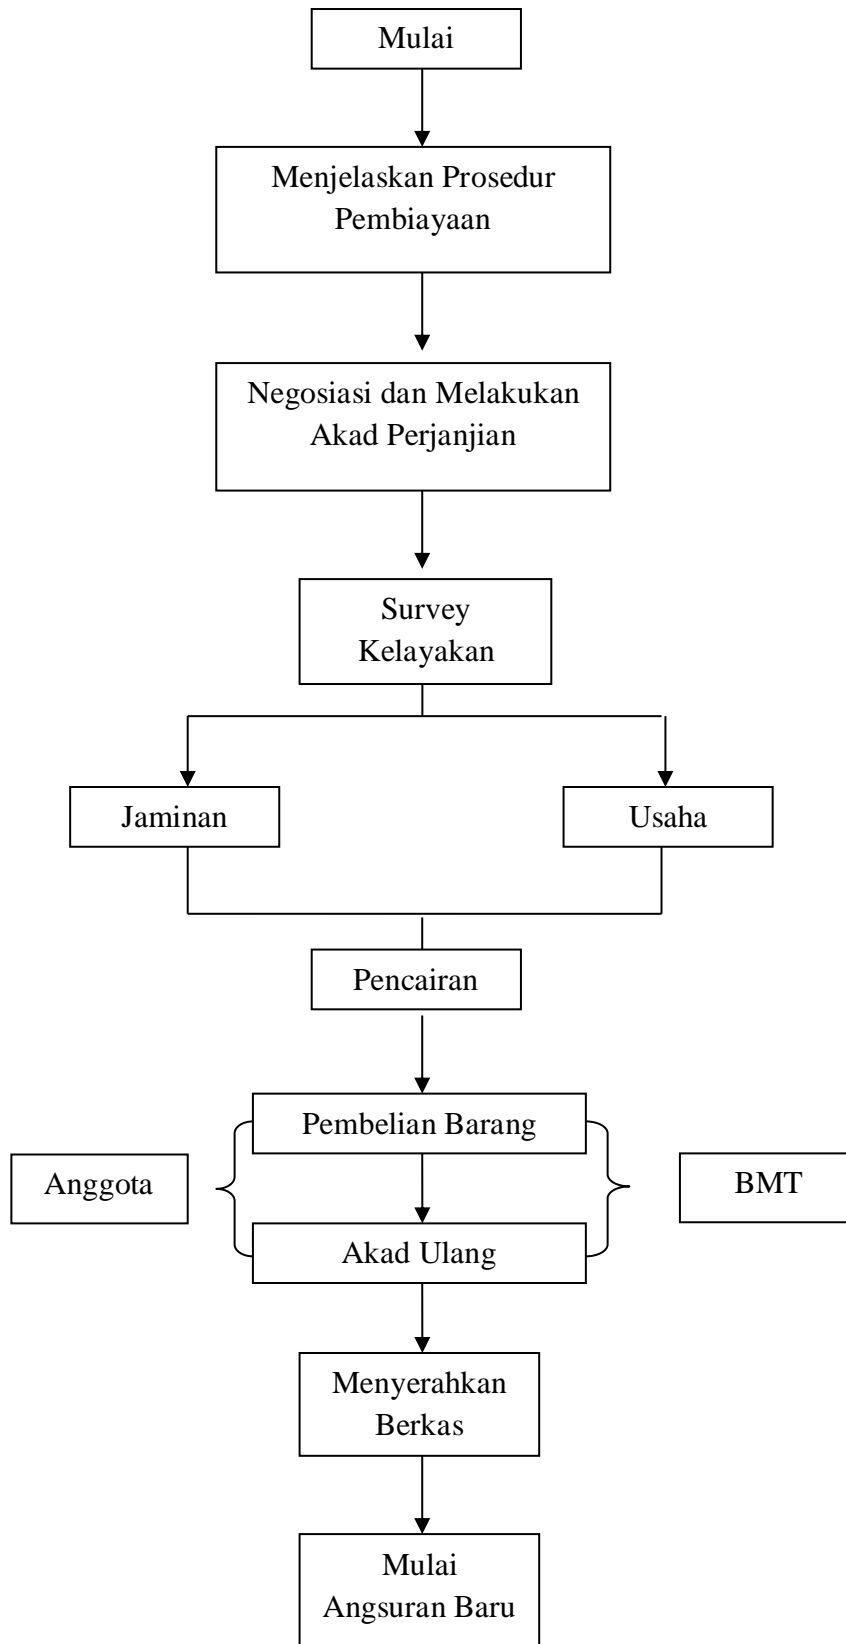 Mulai
Menjelaskan Prosedur
Pembiayaan
Negosiasi dan Melakukan
Akad Perjanjian
Survey
Kelayakan
Jaminan
Usaha
Pencairan
Pembelian Barang
Anggota
BMT
Akad Ulang
Menyerahkan
Berkas
Mulai
Angsuran Baru